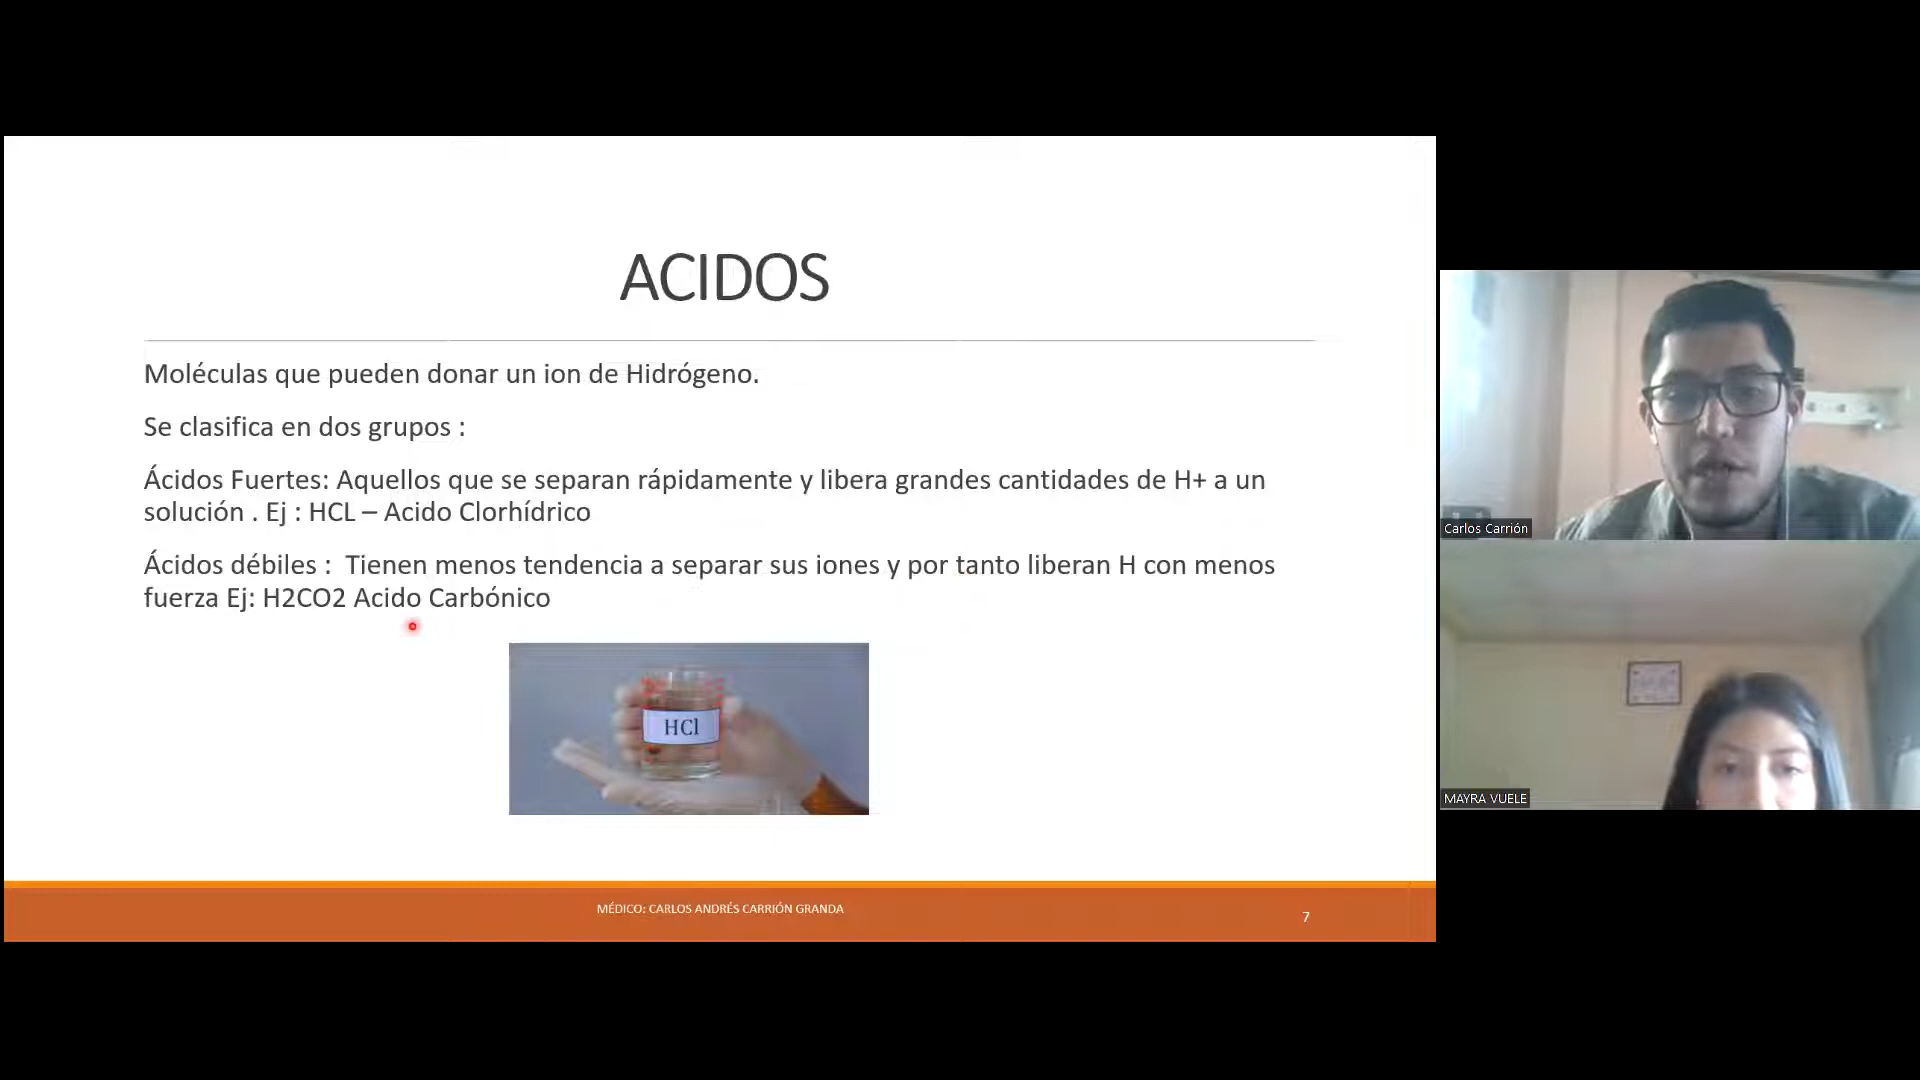 ACIDOS
Moléculas que pueden donar un ion de Hidrógeno.
Se clasifica en dos grupos :
Ácidos Fuertes: Aquellos que se separan rápidamente y libera grandes cantidades de H+ a un
solución . Ej : HCL – Acido Clorhídrico
Ácidos débiles :  Tienen menos tendencia a separar sus iones y por tanto liberan H con menos
fuerza Ej: H2CO2 Acido Carbónico
HCl
MÉDICO: CARLOS ANDRÉS CARRIÓN GRANDA
7
Carlos Carrión
MAYRA VUELE